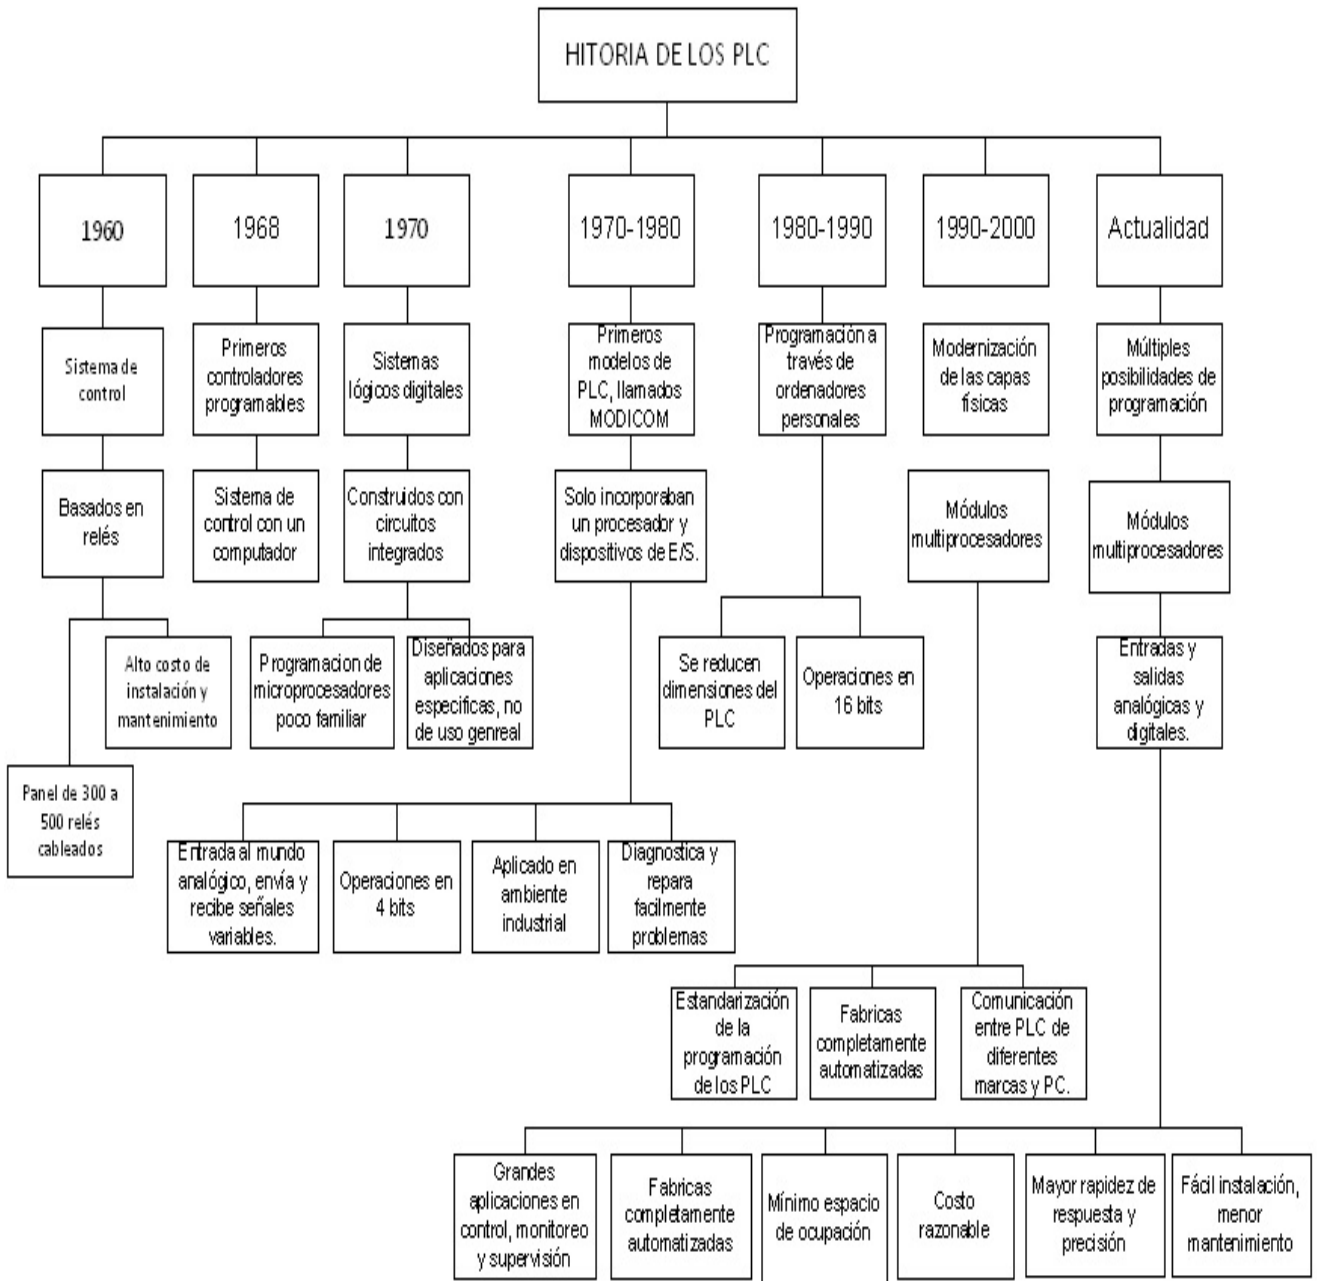 HITORIA DE LOS PLC
1960
1968
1970
1970-1980
1980-1990
1990-2000
Actualidad
Sistema de
control
Primeros
controladores
programables
Sistemas
lógicos digitales
Primeros
modelos de
PLC, llamados
MODICOM
Programación a
través de
ordenadores
personales
Modernización
de las capas
físicas
Múltiples
posibilidades de
programación
Basados en
relés
Sistema de
control con un
computador
Construidos con
circuitos
integrados
Solo incorporaban
un procesador y
dispositivos de E/S.
Módulos
multiprocesadores
Módulos
multiprocesadores
Alto costo de
instalación y
mantenimiento
Programacion de
microprocesadores
poco familiar
Diseñados para
aplicaciones
especificas, no
de uso genreal
Se reducen
dimensiones del
PLC
Operaciones en
16 bits
Entradas y
salidas
analógicas y
digitales.
Panel de 300 a
500 relés
cableados
Entrada al mundo
analógico, envía y
recibe señales
variables.
Operaciones en
4 bits
Aplicado en
ambiente
industrial
Diagnostica y
repara
facilmente
problemas
Estandarización
de la
programación
de los PLC
Fabricas
completamente
automatizadas
Comunicación
entre PLC de
diferentes
marcas y PC.
Grandes
aplicaciones en
control, monitoreo
y supervisión
Fabricas
completamente
automatizadas
Mínimo espacio
de ocupación
Costo
razonable
Mayor rapidez de
respuesta y
precisión
Fácil instalación,
menor
mantenimiento